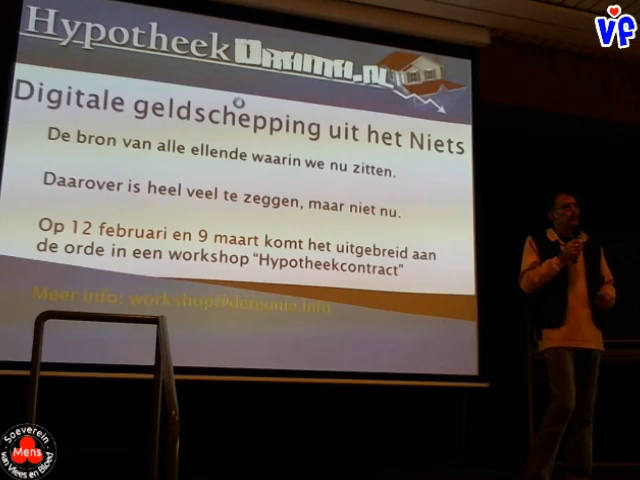 VF
HypotheekDrama.nl
Digitale geldschepping uit het Niets
De bron van alle ellende waarin we nu zitten.
Daarover is heel veel te zeggen, maar niet nu.
Op 12 februari en 9 maart komt het uitgebreid aan
de orde in een workshop “Hypotheekcontract”
Meer info: workshop@dereunie.info
Soeverein
Mens
van Vlees en Bloed